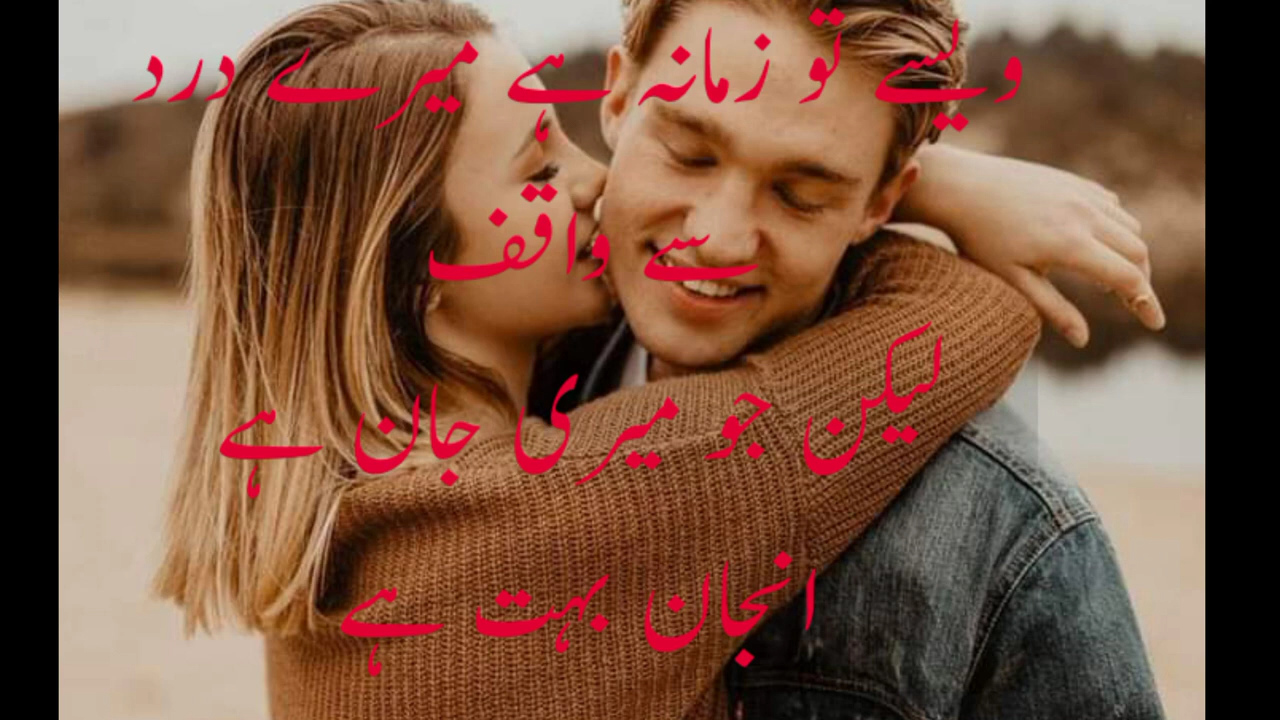 ویسے تو زمانہ ہے میرے درد
سے واقف
لیکن جو میری جان ہے
انجان بہت ہے